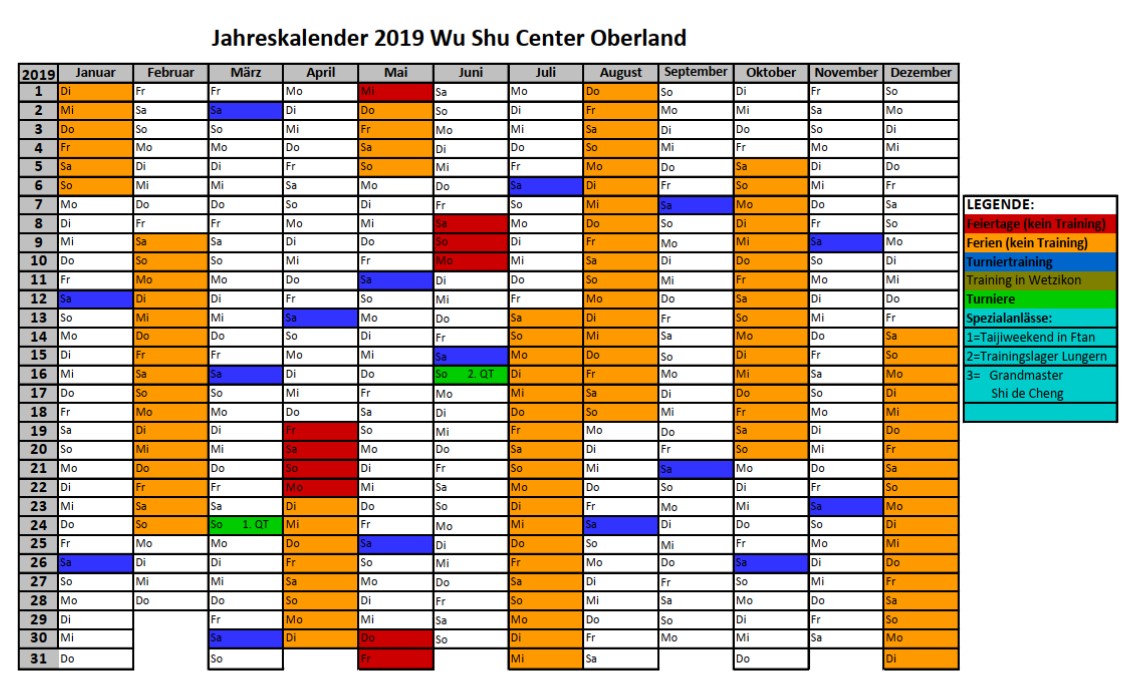 Jahreskalender 2019 Wu Shu Center Oberland
2019 Januar Februar März April Mai Juni Juli August September Oktober November Dezember
1 Di Fr Fr Mo Mi Sa Mo Do So Di Fr So
2 Mi Sa Sa Di Do So Di Fr Mo Mi Sa Mo
3 Do So So Mi Fr Mo Mi Sa Di Do So Di
4 Fr Mo Mo Do Sa Di Do So Mi Fr Mo Mi
5 Sa Di Di Fr So Mi Fr Mo Do Sa Di Do
6 So Mi Mi Sa Mo Do Sa Di Fr So Mi Fr
7 Mo Do Do So Di Fr So Mi Sa Mo Do Sa
8 Di Fr Fr Mo Mi Sa Mo Do So Di Fr So
9 Mi Sa Sa Di Do So Di Fr Mo Mi Sa Mo
10 Do So So Mi Fr Mo Mi Sa Di Do So Di
11 Fr Mo Mo Do Sa Di Do So Mi Fr Mo Mi
12 Sa Di Di Fr So Mi Fr Mo Do Sa Di Do
13 So Mi Mi Sa Mo Do Sa Di Fr So Mi Fr
14 Mo Do Do So Di Fr So Mi Sa Mo Do Sa
15 Di Fr Fr Mo Mi Sa Mo Do So Di Fr So
16 Mi Sa Sa Di Do So 2. QT Di Fr Mo Mi Sa Mo
17 Do So So Mi Fr Mo Mi Sa Di Do So Di
18 Fr Mo Mo Do Sa Di Do So Mi Fr Mo Mi
19 Sa Di Di Fr So Mi Fr Mo Do Sa Di Do
20 So Mi Mi Sa Mo Do Sa Di Fr So Mi Fr
21 Mo Do Do So Di Fr So Mi Sa Mo Do Sa
22 Di Fr Fr Mo Mi Sa Mo Do So Di Fr So
23 Mi Sa Sa Di Do So Di Fr Mo Mi Sa Mo
24 Do So So 1. QT Mi Fr Mo Mi Sa Di Do So Di
25 Fr Mo Mo Do Sa Di Do So Mi Fr Mo Mi
26 Sa Di Di Fr So Mi Fr Mo Do Sa Di Do
27 So Mi Mi Sa Mo Do Sa Di Fr So Mi Fr
28 Mo Do Do So Di Fr So Mi Sa Mo Do Sa
29 Di Fr Mo Mi Sa Mo Do So Di Fr So
30 Mi Sa Di Do So Di Fr Mo Mi Sa Mo
31 Do So Fr Mi Sa Do Di
LEGENDE:
Feiertage (kein Training)
Ferien (kein Training)
Turniertraining
Training in Wetzikon
Turniere
Spezialanlässe:
1=Taijiweekend in Ftan
2=Trainingslager Lungern
3= Grandmaster
Shi de Cheng